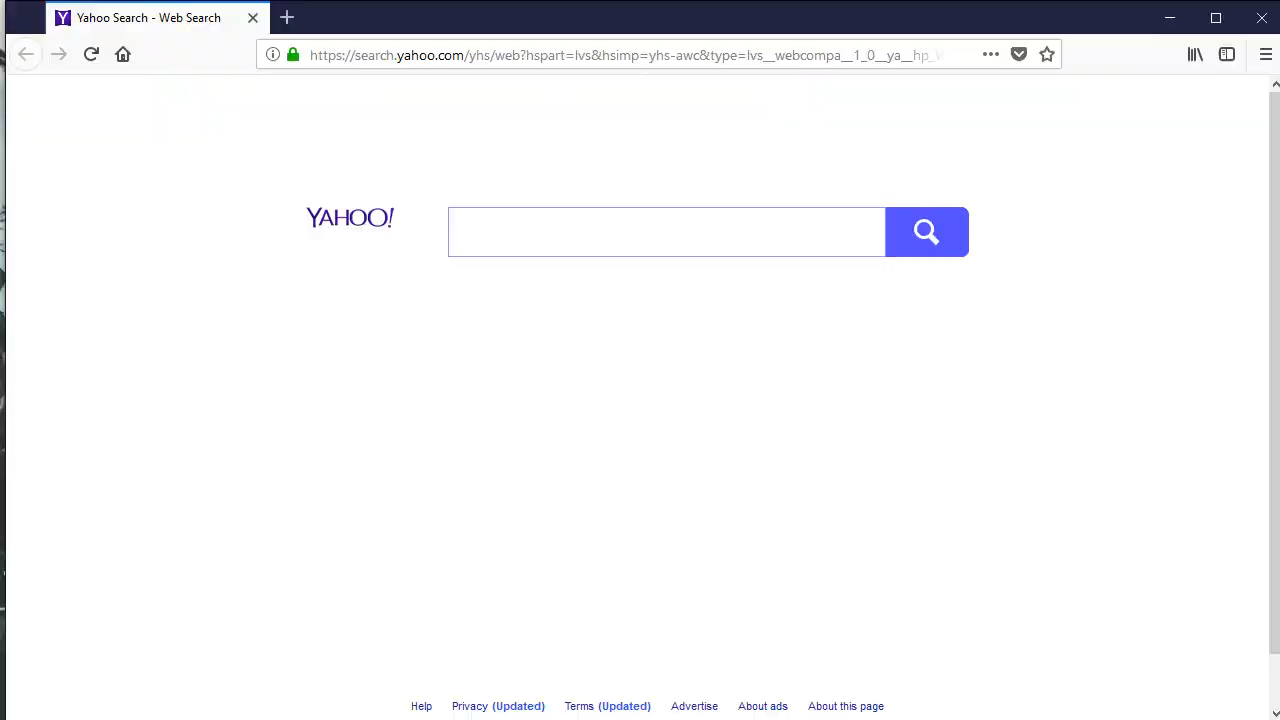 Yahoo Search - Web Search
https://search.yahoo.com/yhs/web?hspart=lvs&hsimp=yhs-awc&type=lvs__webcompa__1_0__ya__hp_
YAHOO!
Help Privacy (Updated) Terms (Updated) Advertise About ads About this page